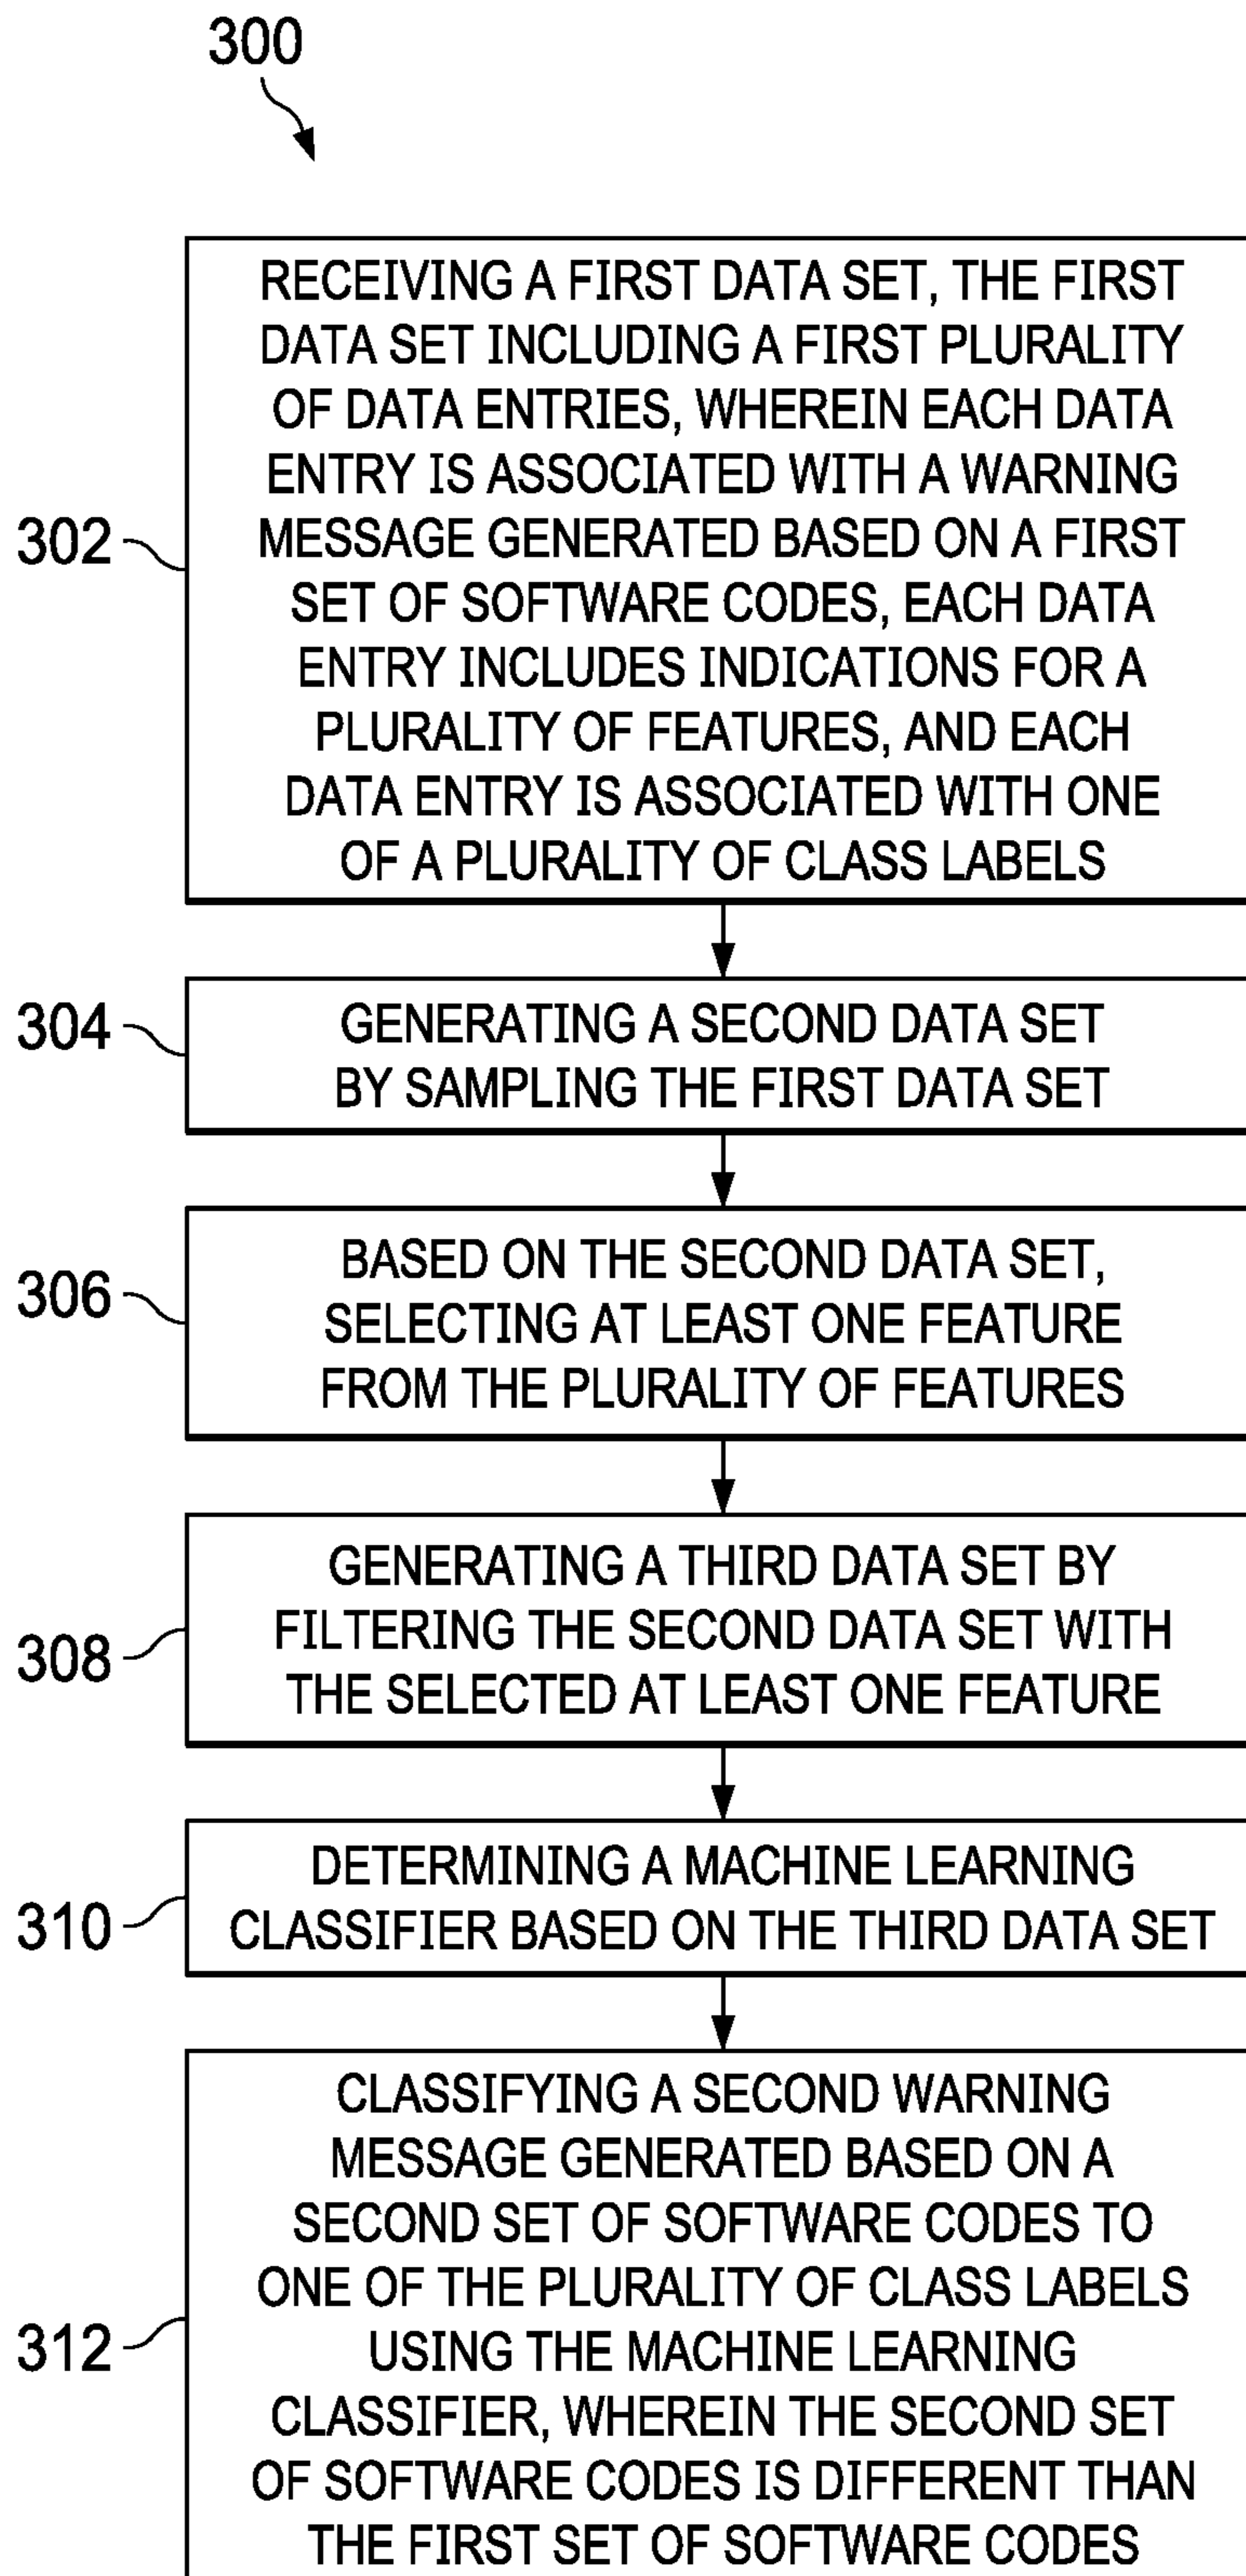 300
302
RECEIVING A FIRST DATA SET, THE FIRST
DATA SET INCLUDING A FIRST PLURALITY
OF DATA ENTRIES, WHEREIN EACH DATA
ENTRY IS ASSOCIATED WITH A WARNING
MESSAGE GENERATED BASED ON A FIRST
SET OF SOFTWARE CODES, EACH DATA
ENTRY INCLUDES INDICATIONS FOR A
PLURALITY OF FEATURES, AND EACH
DATA ENTRY IS ASSOCIATED WITH ONE
OF A PLURALITY OF CLASS LABELS
304
GENERATING A SECOND DATA SET
BY SAMPLING THE FIRST DATA SET
306
BASED ON THE SECOND DATA SET,
SELECTING AT LEAST ONE FEATURE
FROM THE PLURALITY OF FEATURES
308
GENERATING A THIRD DATA SET BY
FILTERING THE SECOND DATA SET WITH
THE SELECTED AT LEAST ONE FEATURE
310
DETERMINING A MACHINE LEARNING
CLASSIFIER BASED ON THE THIRD DATA SET
312
CLASSIFYING A SECOND WARNING
MESSAGE GENERATED BASED ON A
SECOND SET OF SOFTWARE CODES TO
ONE OF THE PLURALITY OF CLASS LABELS
USING THE MACHINE LEARNING
CLASSIFIER, WHEREIN THE SECOND SET
OF SOFTWARE CODES IS DIFFERENT THAN
THE FIRST SET OF SOFTWARE CODES